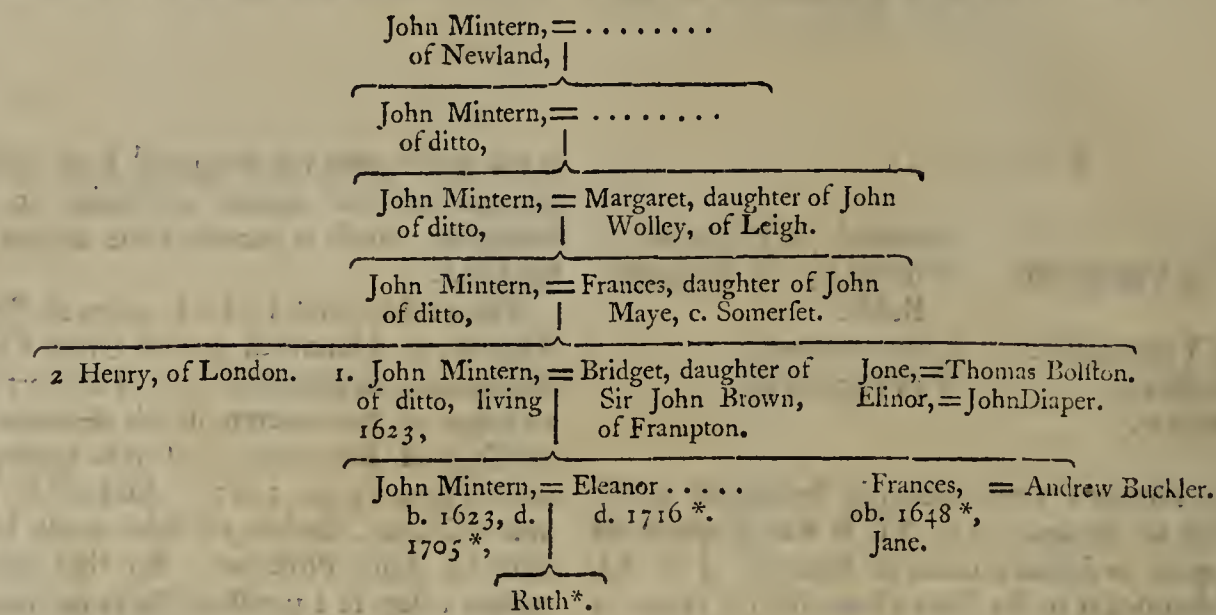 John Mintern, = ........
of Newland,
John Mintern, = ........
of ditto,
John Mintern, = Margaret, daughter of John
of ditto, Wolley, of Leigh.
John Mintern, = Frances, daughter of John
of ditto, Maye, c. Somerſet.
2 Henry, of London. 1. John Mintern, = Bridget, daughter of Jone, = Thomas Bolſton.
of ditto, living Sir John Brown, Elinor, = JohnDiaper.
1623, of Frampton.
John Mintern, = Eleanor ..... Frances, = Andrew Buckler.
b. 1623, d. d. 1716 *. ob. 1648 *,
1705 *, Jane.
Ruth*.